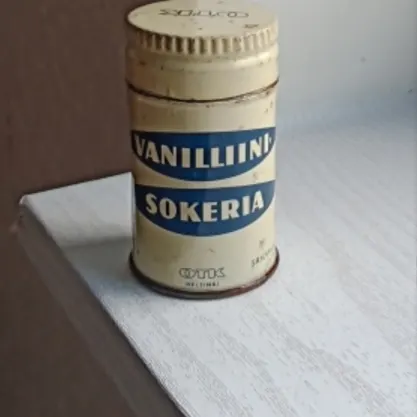 VANILLIINI-
SOKERIA
OTK
HELSINKI